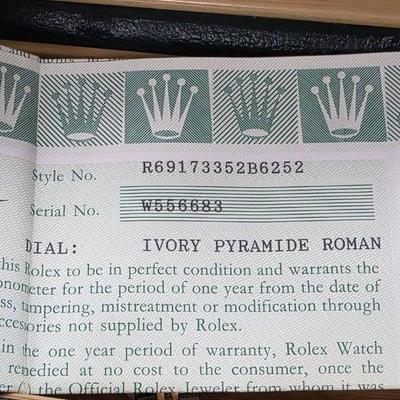 Style No. R69173352B6252
Serial No. W556683
DIAL: IVORY PYRAMIDE ROMAN
this Rolex to be in perfect condition and warrants the
onometer for the period of one year from the date of
ss, tampering, mistreatment or modification through
ccessories not supplied by Rolex.
in the one year period of warranty, Rolex Watch
remedied at no cost to the consumer, once the
er (') the Official Rolex Jeweler from whom it was